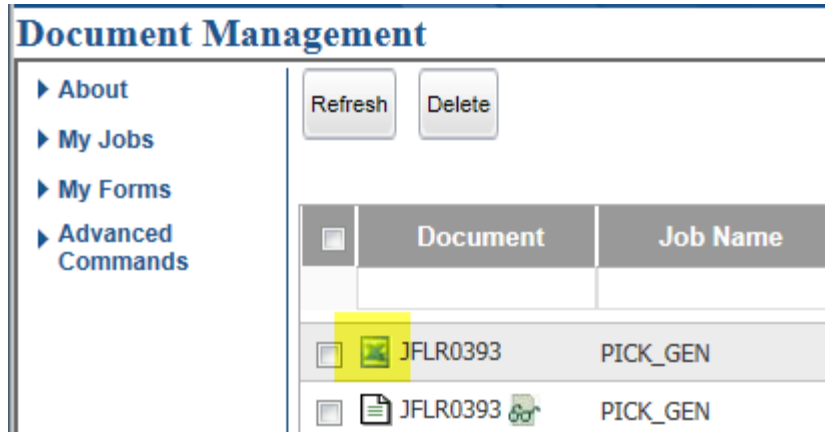 Document Management
About
My Jobs
My Forms
Advanced
Commands
Refresh Delete
Document Job Name
JFLR0393 PICK_GEN
JFLR0393 PICK_GEN